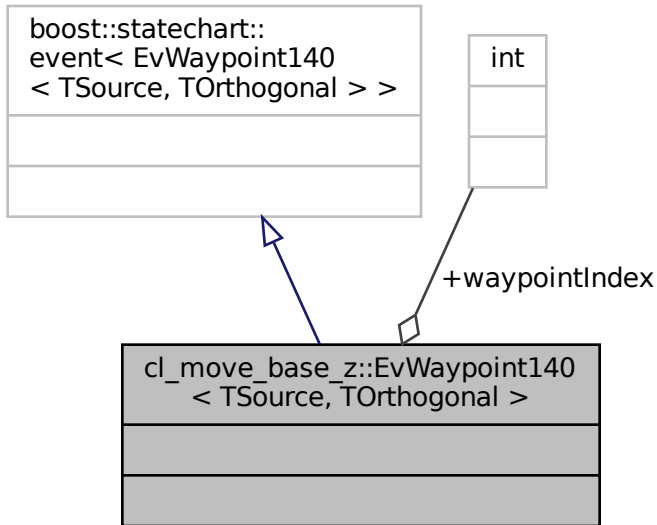 boost::statechart::
event< EvWaypoint140
< TSource, TOrthogonal > >
int
+waypointIndex
cl_move_base_z::EvWaypoint140
< TSource, TOrthogonal >